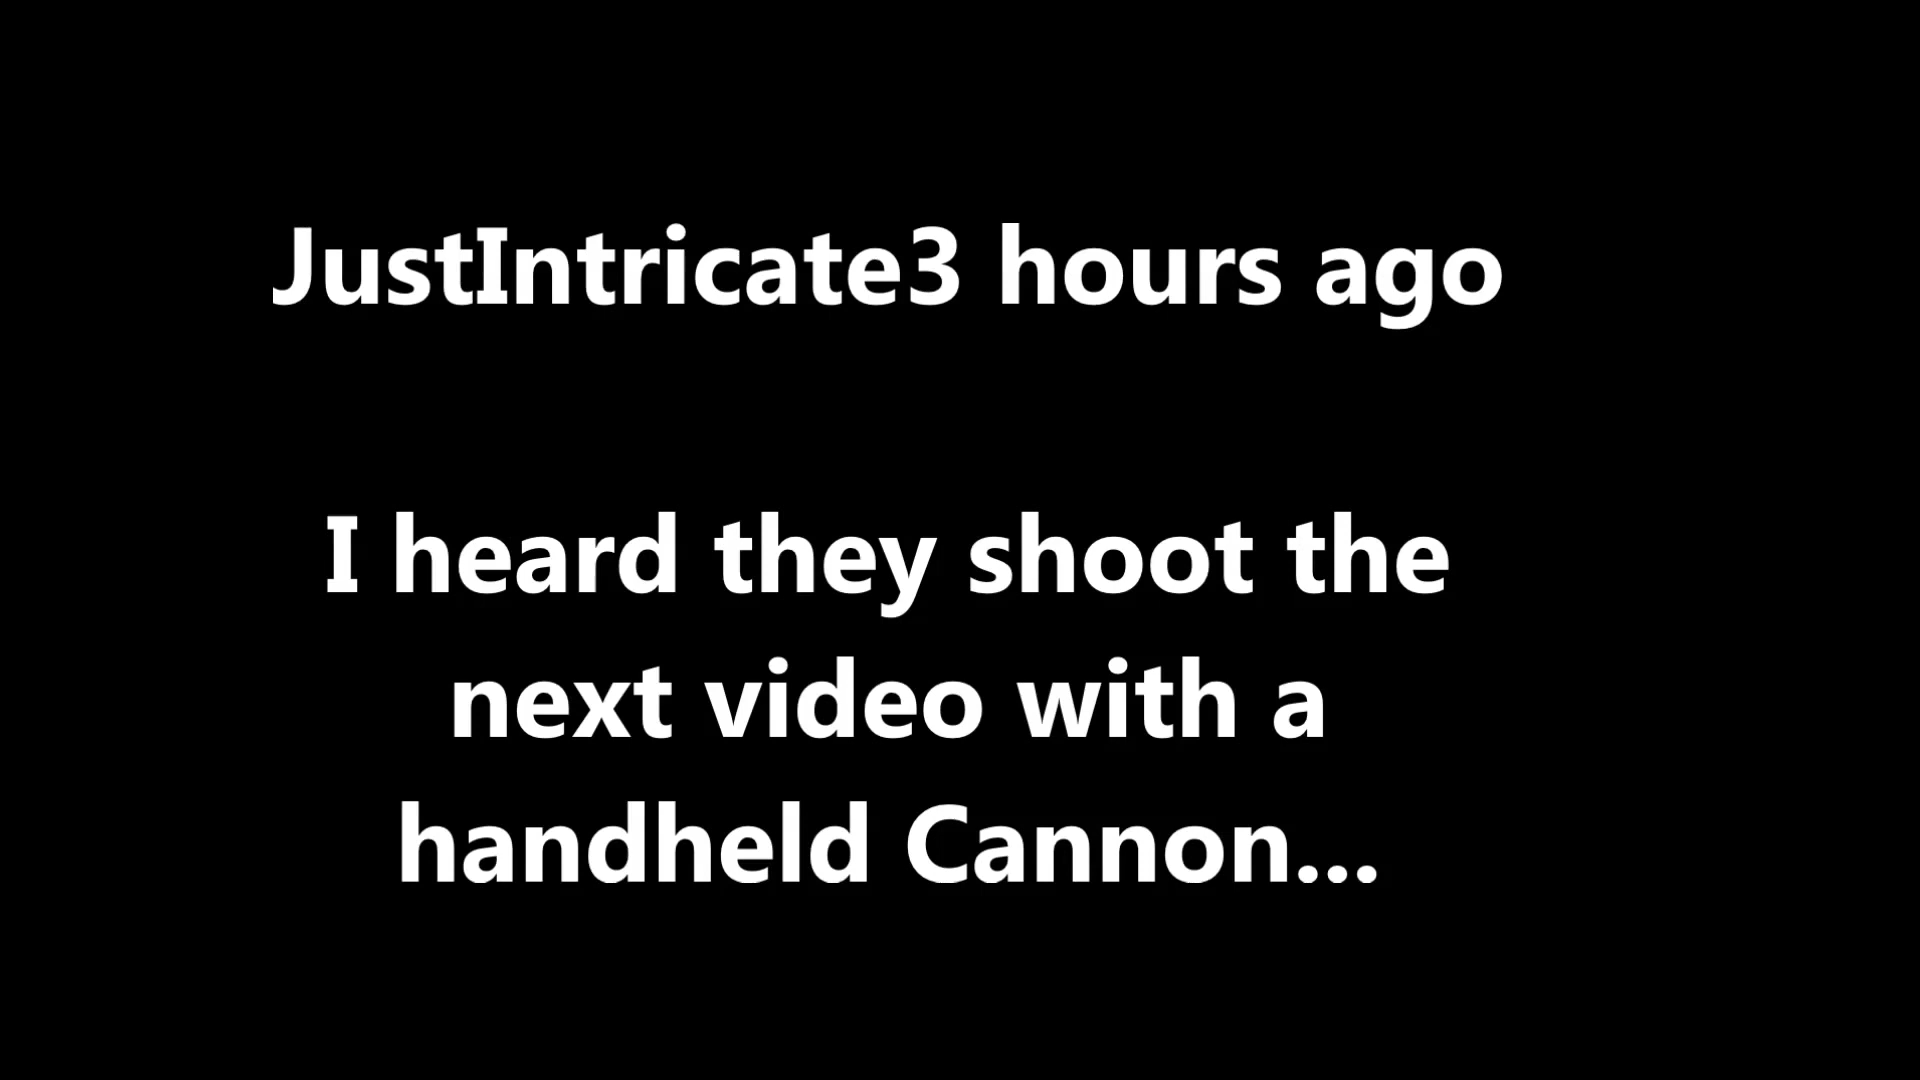 JustIntricate3 hours ago
I heard they shoot the
next video with a
handheld Cannon...